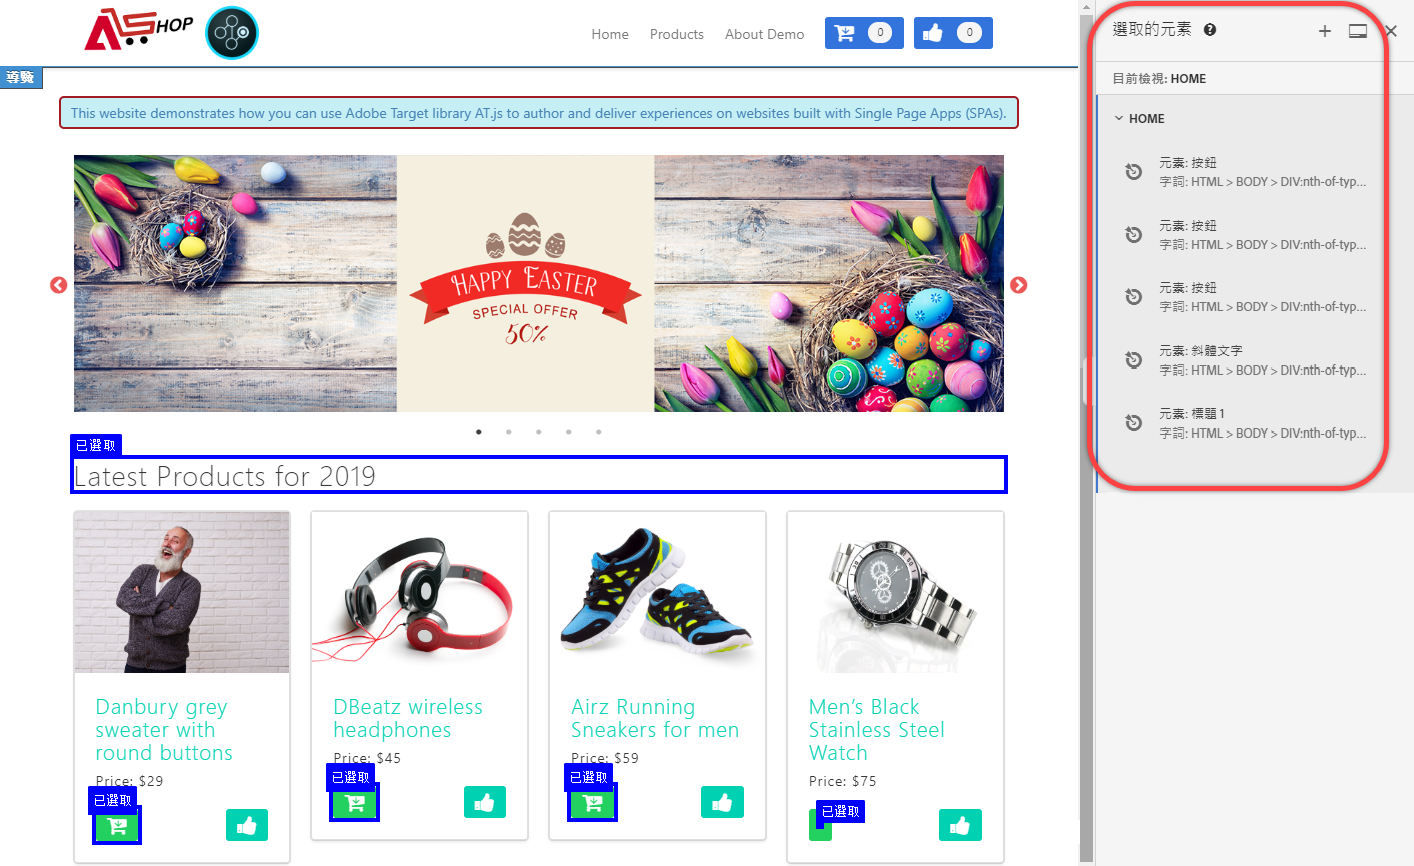 ASHOP
Home
Products
About Demo
0
0
導覽
This website demonstrates how you can use Adobe Target library AT.js to author and deliver experiences on websites built with Single Page Apps (SPAs).
HAPPY EASTER
SPECIAL OFFER
50%
已選取
Latest Products for 2019
Danbury grey
sweater with
round buttons
Price: $29
已選取
DBeatz wireless
headphones
Price: $45
已選取
Airz Running
Sneakers for men
Price: $59
已選取
Men's Black
Stainless Steel
Watch
Price: $75
已選取
選取的元素
目前檢視: HOME
HOME
元素: 按鈕
字詞: HTML > BODY > DIV:nth-of-typ...
元素: 按鈕
字詞: HTML > BODY > DIV:nth-of-typ...
元素: 按鈕
字詞: HTML > BODY > DIV:nth-of-typ...
元素: 斜體文字
字詞: HTML > BODY > DIV:nth-of-typ...
元素: 標題 1
字詞: HTML > BODY > DIV:nth-of-typ...